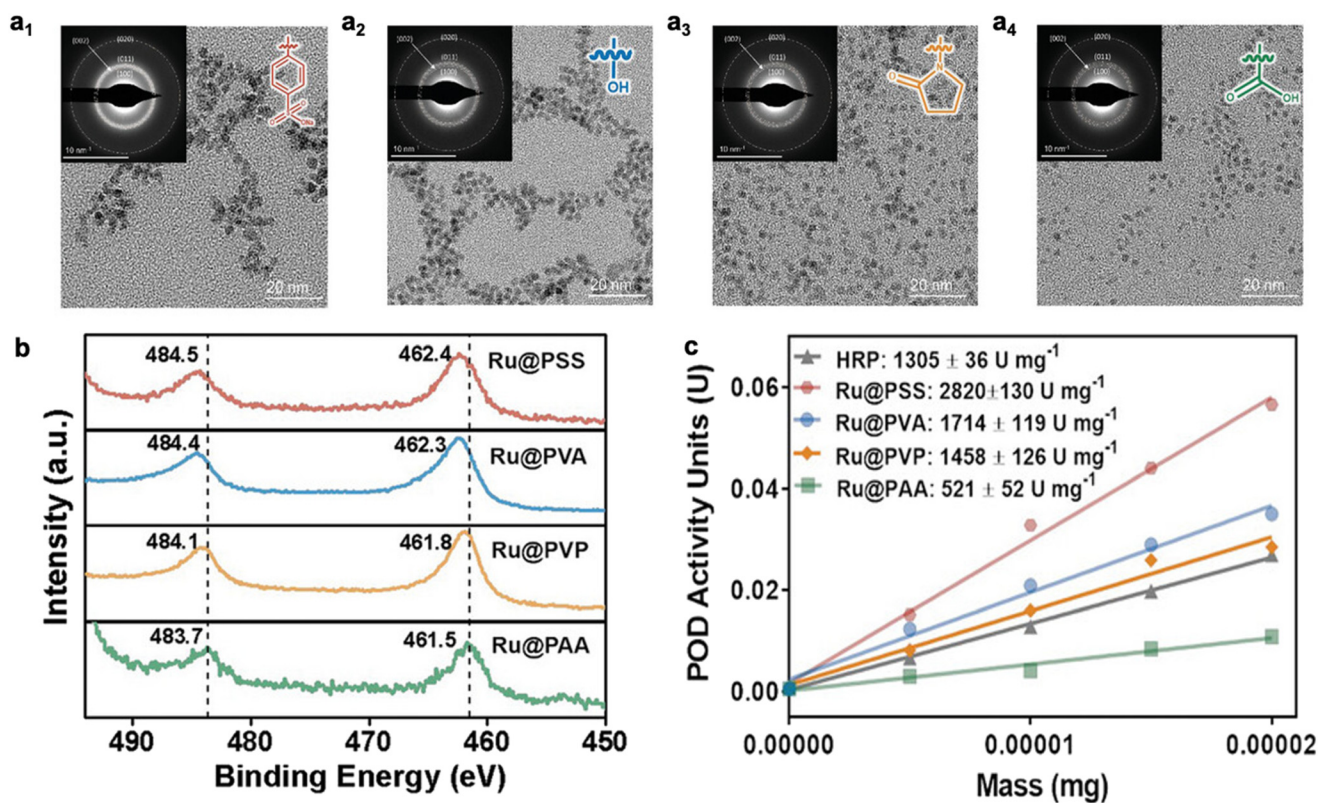 a1
a2
a3
a4
(002)
(020)
(011)
(100)
10 nm-1
O
O
ONa
20 nm
(002)
(020)
(011)
(100)
10 nm-1
OH
20 nm
(002)
(020)
(011)
(100)
10 nm-1
O
N
20 nm
(002)
(020)
(011)
(100)
10 nm-1
O
OH
20 nm
b
484.5
462.4
Ru@PSS
484.4
462.3
Ru@PVA
484.1
461.8
Ru@PVP
483.7
461.5
Ru@PAA
Intensity (a.u.)
490
480
470
460
450
Binding Energy (eV)
c
HRP: 1305 ± 36 U mg-1
Ru@PSS: 2820±130 U mg-1
Ru@PVA: 1714 ± 119 U mg-1
Ru@PVP: 1458 ± 126 U mg-1
Ru@PAA: 521 ± 52 U mg-1
POD Activity Units (U)
0.06
0.04
0.02
0.00
0.00000
0.00001
0.00002
Mass (mg)